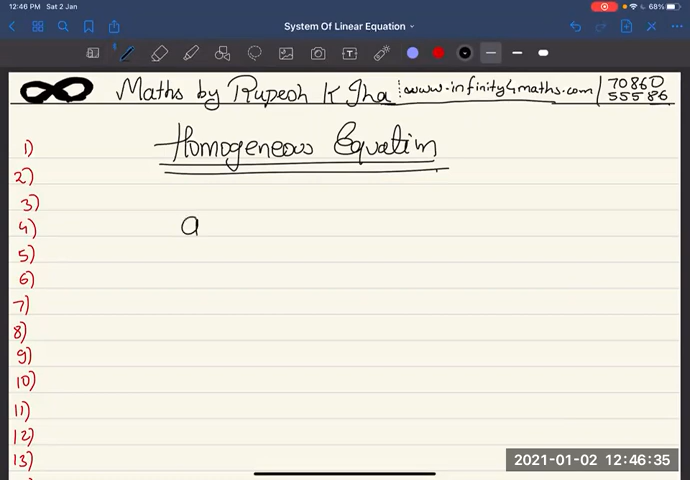 12:46 PM Sat 2 Jan 68%
System Of Linear Equation
Maths by Rupesh K Jha www.infinity4maths.com 70860
55586
Homogeneous Equation
1)
2)
3)
4) a
5)
6)
7)
8)
9)
10)
11)
12)
13)
2021-01-02 12:46:35